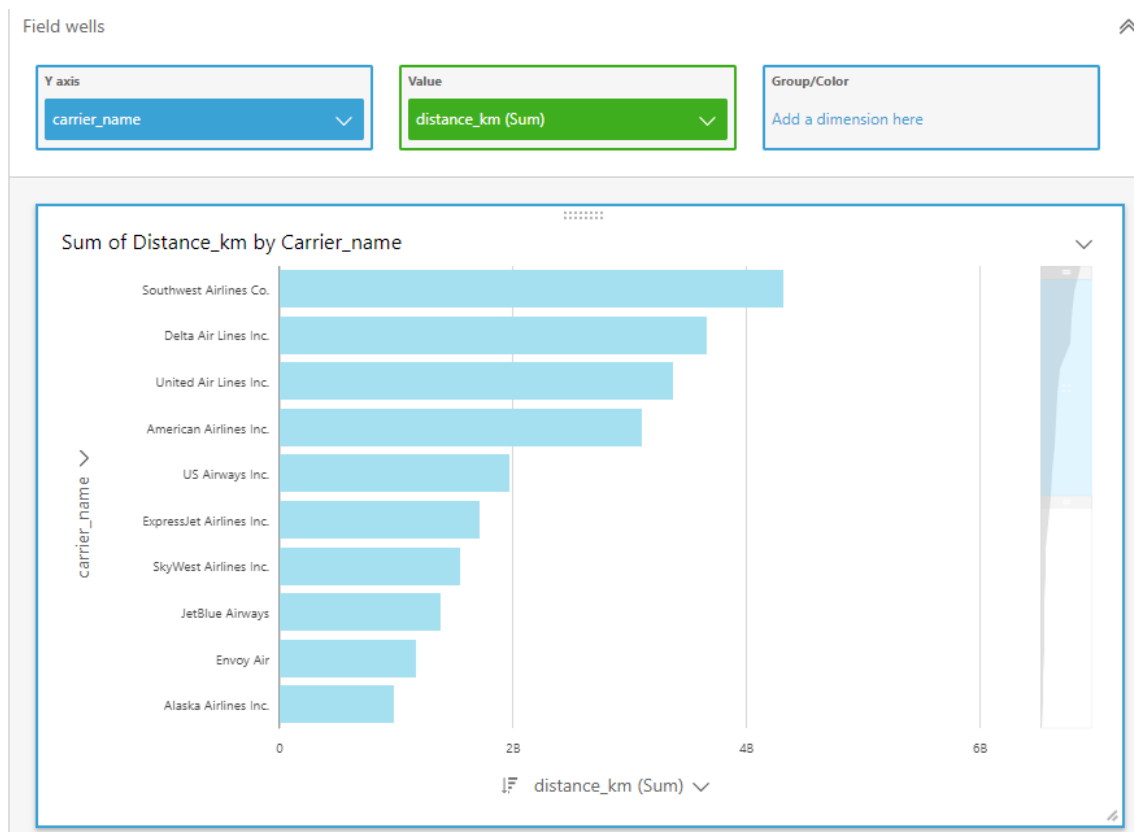 Field wells
Y axis
carrier_name
Value
distance_km (Sum)
Group/Color
Add a dimension here
Sum of Distance_km by Carrier_name
Southwest Airlines Co.
Delta Air Lines Inc.
United Air Lines Inc.
American Airlines Inc.
US Airways Inc.
ExpressJet Airlines Inc.
SkyWest Airlines Inc.
JetBlue Airways
Envoy Air
Alaska Airlines Inc.
carrier_name
0 2B 4B 6B
distance_km (Sum)